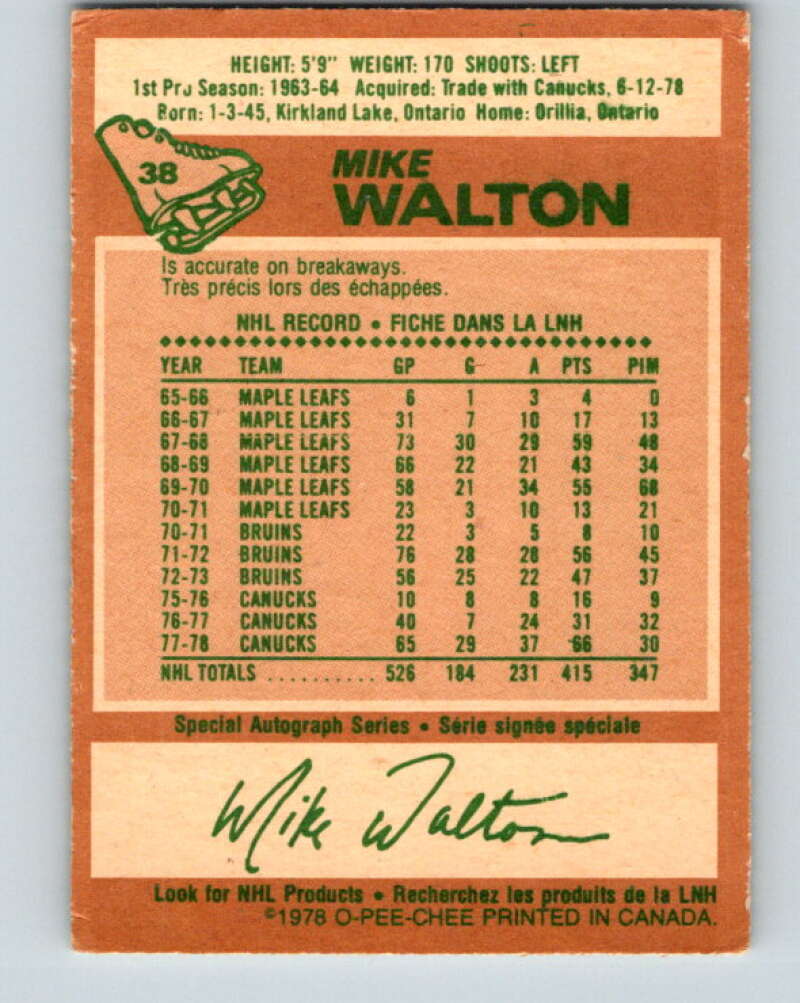 HEIGHT: 5'9" WEIGHT: 170 SHOOTS: LEFT
1st Pro Season: 1963-64 Acquired: Trade with Canucks, 6-12-78
Born: 1-3-45, Kirkland Lake, Ontario Home: Orillia, Ontario
38
MIKE
WALTON
Is accurate on breakaways.
Très précis lors des échappées.
NHL RECORD • FICHE DANS LA LNH
YEAR TEAM GP G A PTS PIM
65-66 MAPLE LEAFS 6 1 3 4 0
66-67 MAPLE LEAFS 31 7 10 17 13
67-68 MAPLE LEAFS 73 30 29 59 48
68-69 MAPLE LEAFS 66 22 21 43 34
69-70 MAPLE LEAFS 58 21 34 55 68
70-71 MAPLE LEAFS 23 3 10 13 21
70-71 BRUINS 22 3 5 8 10
71-72 BRUINS 76 28 28 56 45
72-73 BRUINS 56 25 22 47 37
75-76 CANUCKS 10 8 8 16 9
76-77 CANUCKS 40 7 24 31 32
77-78 CANUCKS 65 29 37 66 30
NHL TOTALS .......... 526 184 231 415 347
Special Autograph Series • Série signée spéciale
Mike Walton
Look for NHL Products • Recherchez les produits de la LNH
©1978 O-PEE-CHEE PRINTED IN CANADA.